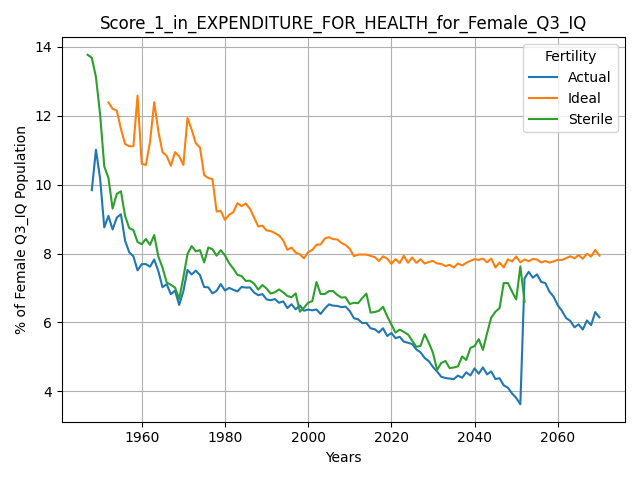 Score_1_in_EXPENDITURE_FOR_HEALTH_for_Female_Q3_IQ
Fertility
Actual
Ideal
Sterile
% of Female Q3_IQ Population
14
12
10
8
6
4
1960
1980
2000
2020
2040
2060
Years